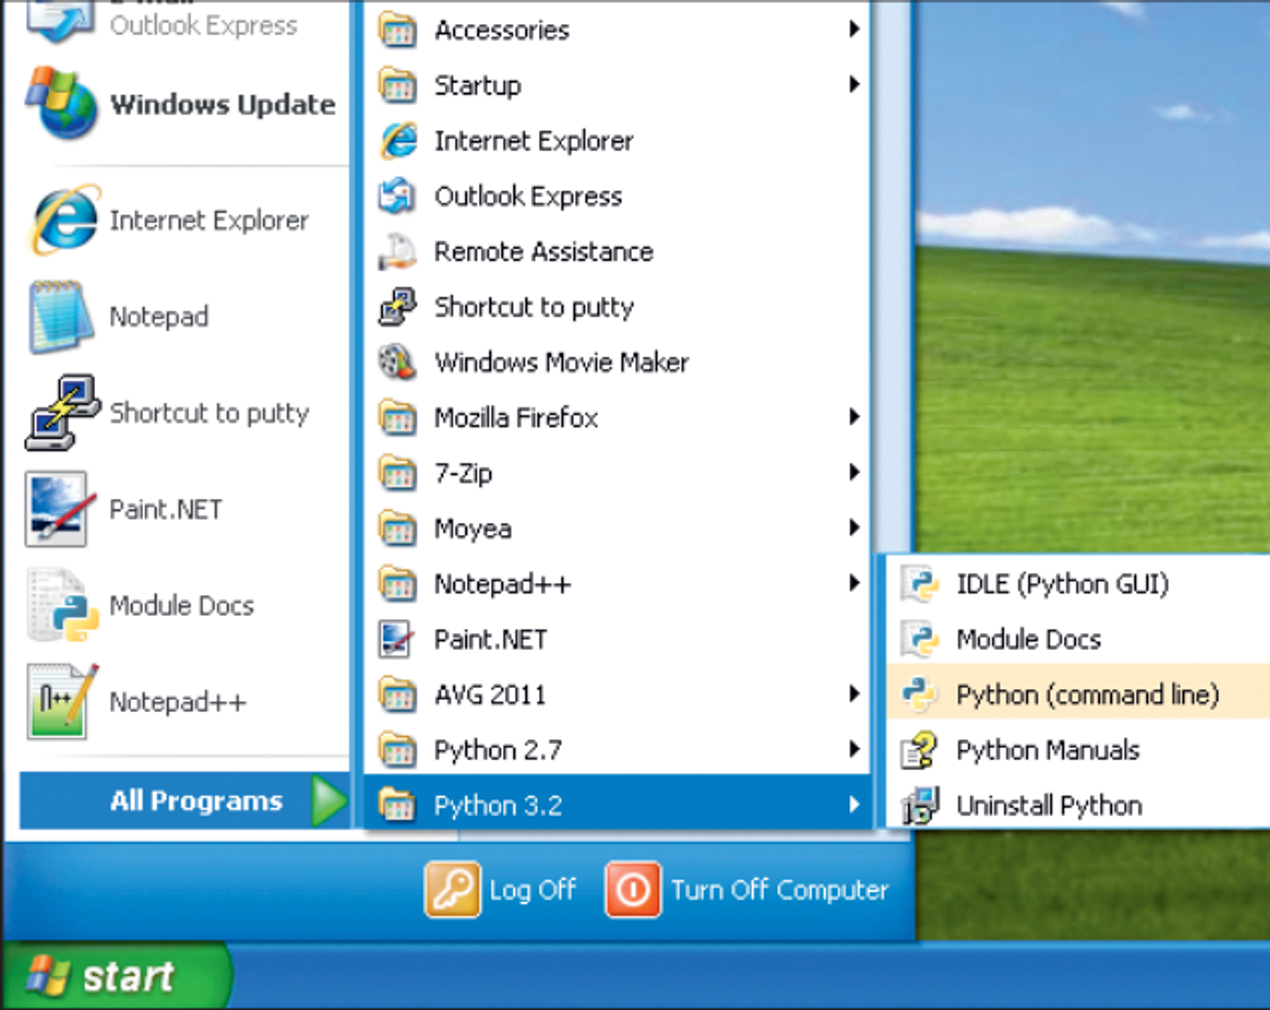 E-mail
Outlook Express
Windows Update
Internet Explorer
Notepad
Shortcut to putty
Paint.NET
Module Docs
Notepad++
All Programs
Accessories
Startup
Internet Explorer
Outlook Express
Remote Assistance
Shortcut to putty
Windows Movie Maker
Mozilla Firefox
7-Zip
Moyea
Notepad++
Paint.NET
AVG 2011
Python 2.7
Python 3.2
IDLE (Python GUI)
Module Docs
Python (command line)
Python Manuals
Uninstall Python
Log Off
Turn Off Computer
start